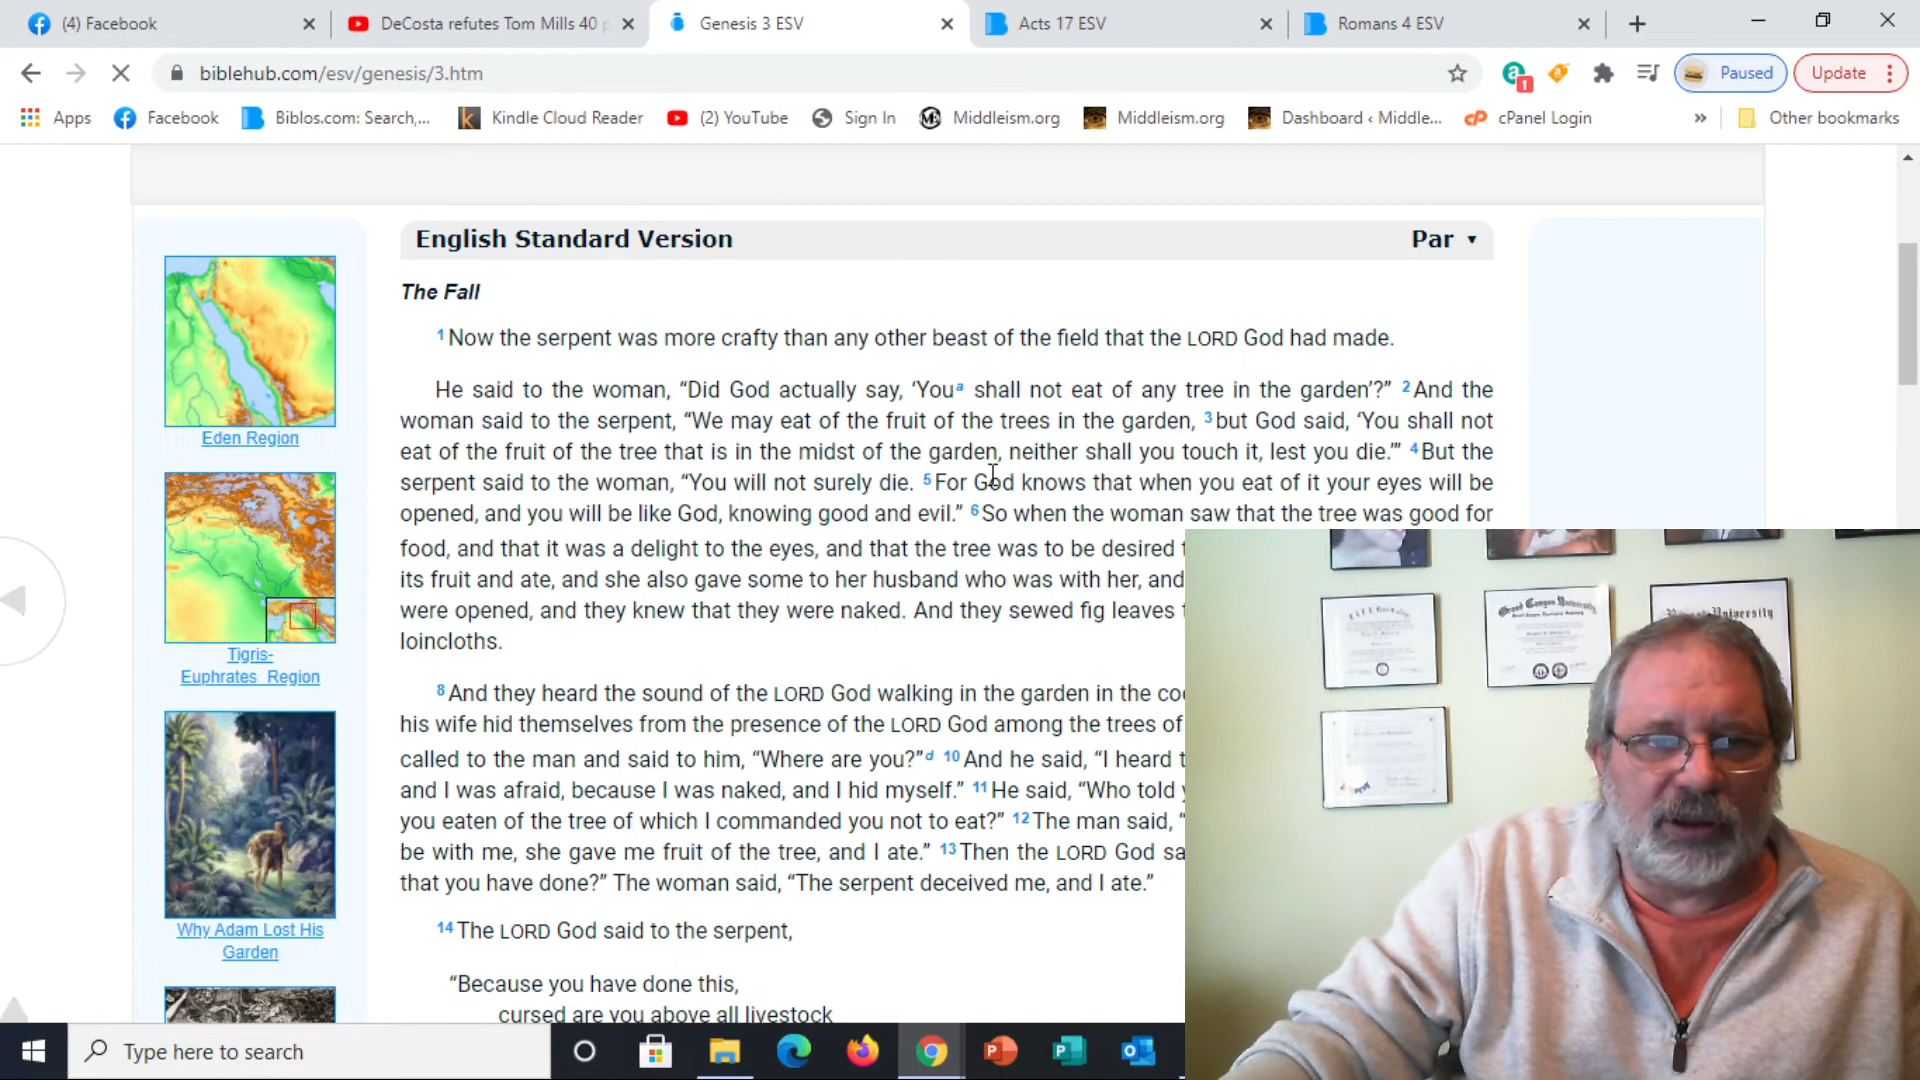 (4) Facebook
DeCosta refutes Tom Mills 40 p
Genesis 3 ESV
Acts 17 ESV
Romans 4 ESV
biblehub.com/esv/genesis/3.htm
1
Paused
Update
Apps
Facebook
Biblos.com: Search,...
Kindle Cloud Reader
(2) YouTube
Sign In
Middleism.org
Middleism.org
Dashboard ‹ Middle...
cPanel Login
»
Other bookmarks
English Standard Version
Par ▼
The Fall
1 Now the serpent was more crafty than any other beast of the field that the LORD God had made.
He said to the woman, “Did God actually say, ‘You a shall not eat of any tree in the garden’?” 2 And the
woman said to the serpent, “We may eat of the fruit of the trees in the garden, 3 but God said, ‘You shall not
eat of the fruit of the tree that is in the midst of the garden, neither shall you touch it, lest you die.’” 4 But the
serpent said to the woman, “You will not surely die. 5 For God knows that when you eat of it your eyes will be
opened, and you will be like God, knowing good and evil.” 6 So when the woman saw that the tree was good for
food, and that it was a delight to the eyes, and that the tree was to be desired
its fruit and ate, and she also gave some to her husband who was with her, and
were opened, and they knew that they were naked. And they sewed fig leaves
loincloths.
8 And they heard the sound of the LORD God walking in the garden in the
his wife hid themselves from the presence of the LORD God among the trees of
called to the man and said to him, “Where are you?” d 10 And he said, “I heard
and I was afraid, because I was naked, and I hid myself.” 11 He said, “Who told
you eaten of the tree of which I commanded you not to eat?” 12 The man said, “
be with me, she gave me fruit of the tree, and I ate.” 13 Then the LORD God
that you have done?” The woman said, “The serpent deceived me, and I ate.”
14 The LORD God said to the serpent,
“Because you have done this,
cursed are you above all livestock
Eden Region
Tigris-
Euphrates Region
Why Adam Lost His
Garden
Grand Canyon University
University
Type here to search